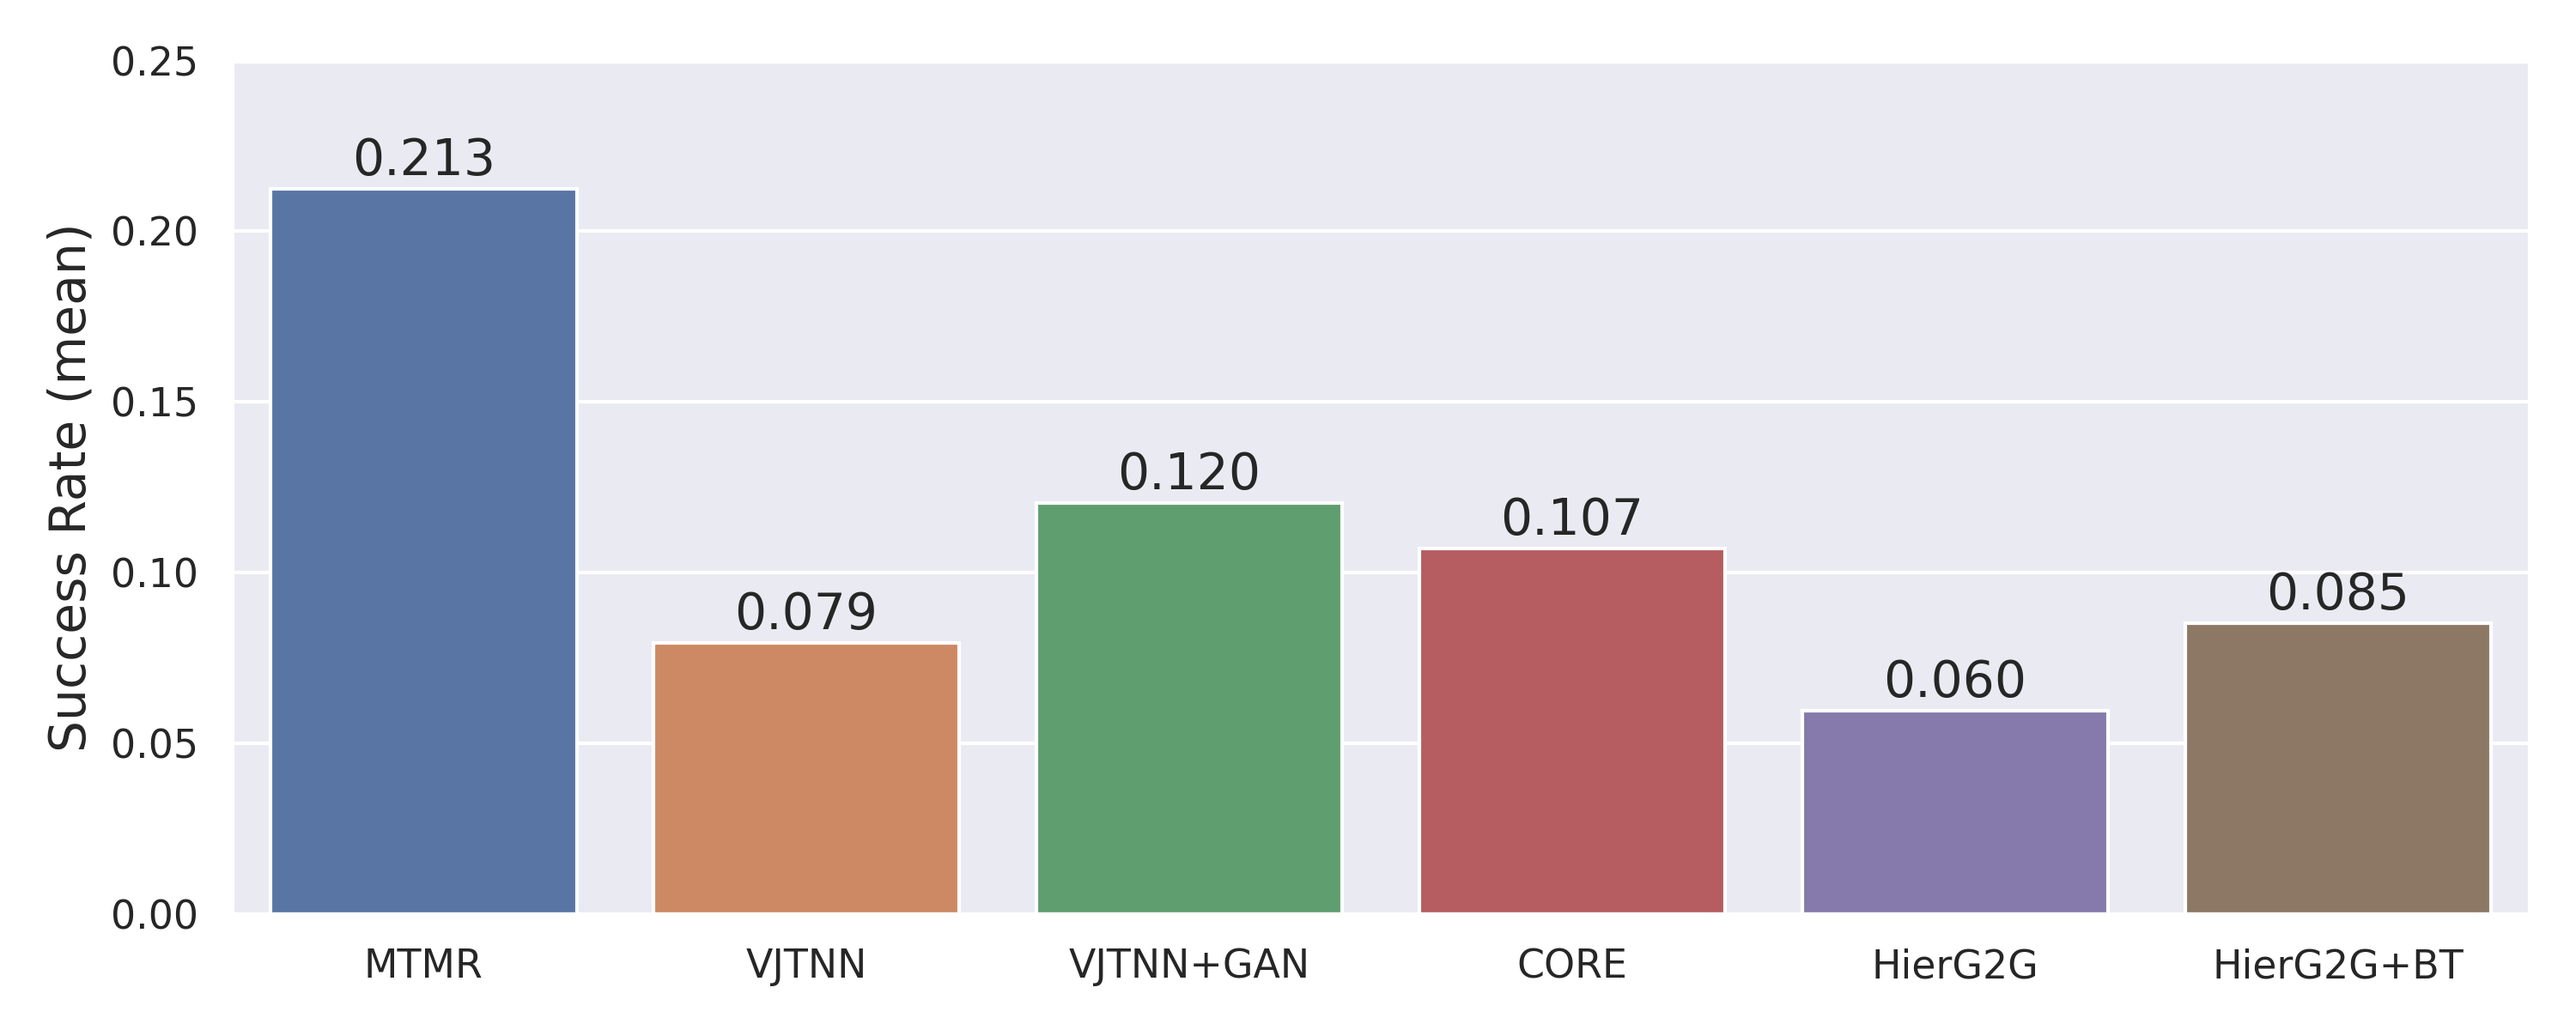 Success Rate (mean)
0.25
0.20
0.15
0.10
0.05
0.00
0.213
0.079
0.120
0.107
0.060
0.085
MTMR
VJTNN
VJTNN+GAN
CORE
HierG2G
HierG2G+BT